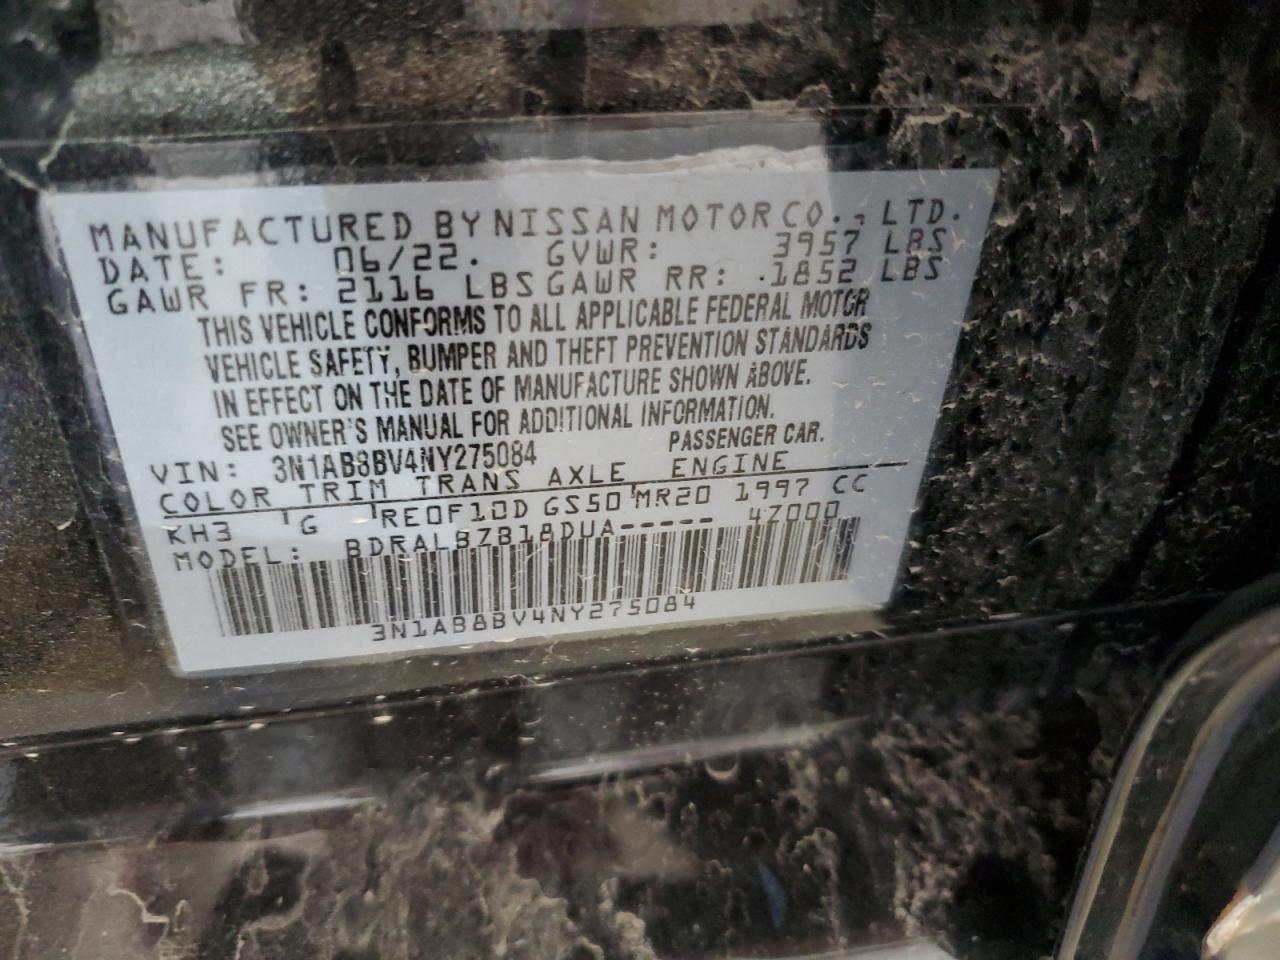 MANUFACTURED BY NISSAN MOTOR CO., LTD.
DATE: 06/22. GVWR: 3957 LBS
GAWR FR: 2116 LBS GAWR RR: 1852 LBS
THIS VEHICLE CONFORMS TO ALL APPLICABLE FEDERAL MOTOR
VEHICLE SAFETY, BUMPER AND THEFT PREVENTION STANDARDS
IN EFFECT ON THE DATE OF MANUFACTURE SHOWN ABOVE.
SEE OWNER'S MANUAL FOR ADDITIONAL INFORMATION.
VIN: 3N1AB8BV4NY275084 PASSENGER CAR.
COLOR TRIM TRANS AXLE ENGINE
KH3 G RE0F10D GS50 MR20 1997 CC
MODEL: BDRALBZB18DUA----- 4Z000
3N1AB8BV4NY275084